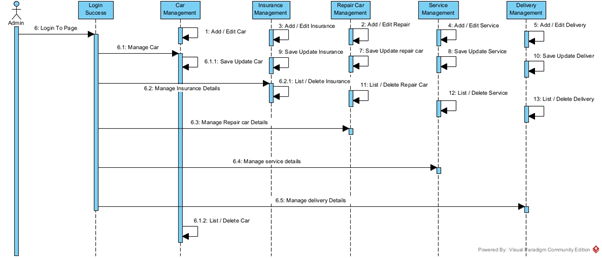 Admin
Login
Success
Car
Management
Insurance
Management
Repair Car
Management
Service
Management
Delivery
Management
6: Login To Page
1: Add / Edit Car
3: Add / Edit Insurance
2: Add / Edit Repair
4: Add / Edit Service
5: Add / Edit Delivery
6.1: Manage Car
6.1.1: Save Update Car
9: Save Update Insurance
7: Save Update repair car
8: Save Update Service
10: Save Update Deliver
6.2: Manage Insurance Details
6.2.1: List / Delete Insurance
11: List / Delete Repair Car
12: List / Delete Service
13: List / Delete Delivery
6.3: Manage Repair car Details
6.4: Manage service details
6.5: Manage delivery Details
6.1.2: List / Delete Car
Powered By: Visual Paradigm Community Edition